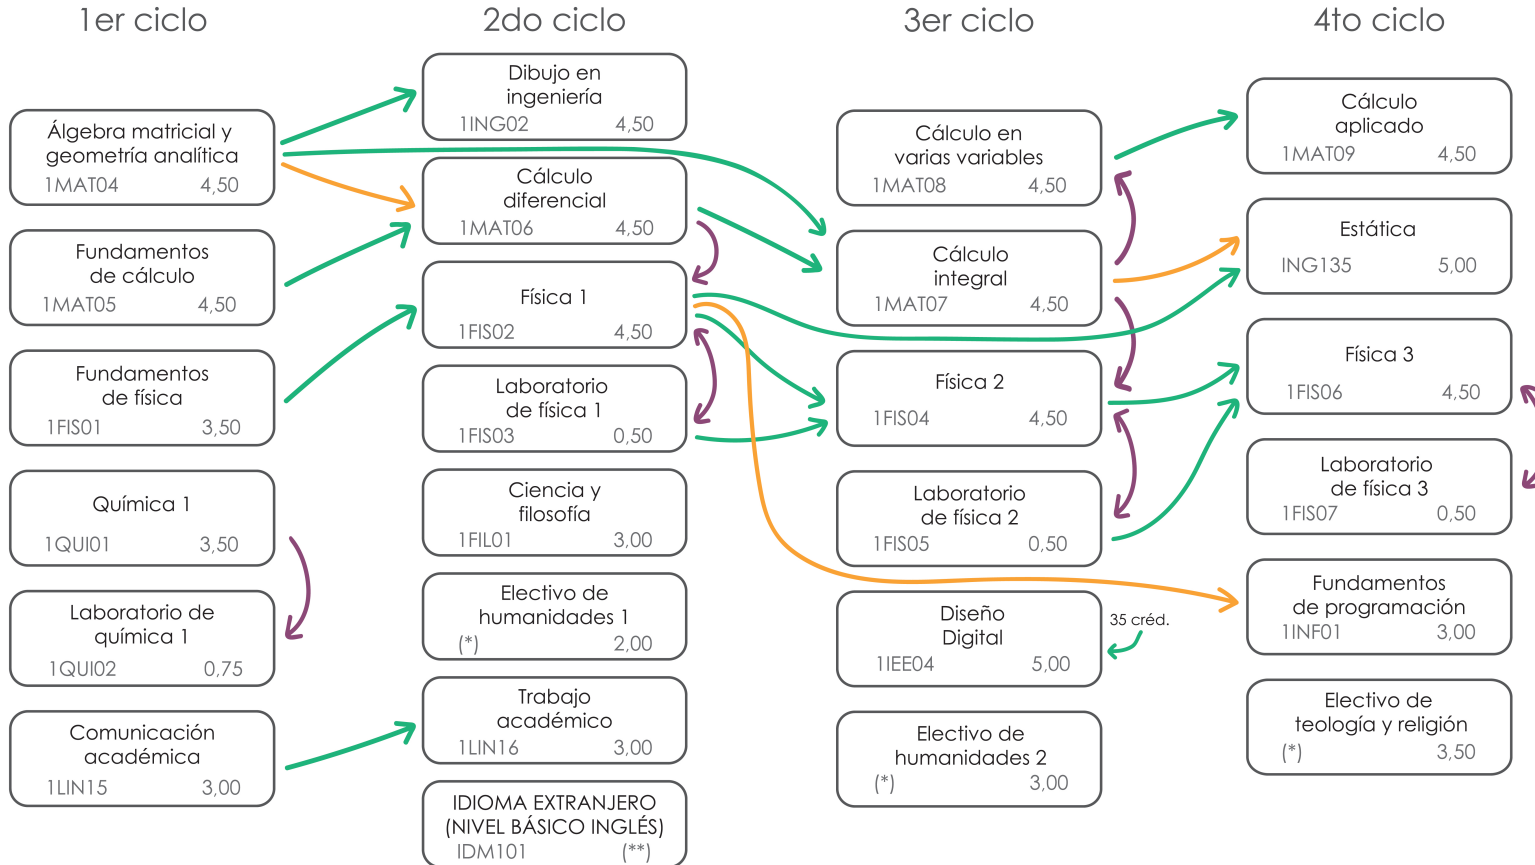 1er ciclo
Álgebra matricial y
geometría analítica
1MAT04 4,50
Fundamentos
de cálculo
1MAT05 4,50
Fundamentos
de física
1FIS01 3,50
Química 1
1QUI01 3,50
Laboratorio de
química 1
1QUI02 0,75
Comunicación
académica
1LIN15 3,00
2do ciclo
Dibujo en
ingeniería
1ING02 4,50
Cálculo
diferencial
1MAT06 4,50
Física 1
1FIS02 4,50
Laboratorio
de física 1
1FIS03 0,50
Ciencia y
filosofía
1FIL01 3,00
Electivo de
humanidades 1
(*) 2,00
Trabajo
académico
1LIN16 3,00
IDIOMA EXTRANJERO
(NIVEL BÁSICO INGLÉS)
IDM101 (**)
3er ciclo
Cálculo en
varias variables
1MAT08 4,50
Cálculo
integral
1MAT07 4,50
Física 2
1FIS04 4,50
Laboratorio
de física 2
1FIS05 0,50
Diseño
Digital
1IEE04 5,00
35 créd.
Electivo de
humanidades 2
(*) 3,00
4to ciclo
Cálculo
aplicado
1MAT09 4,50
Estática
ING135 5,00
Física 3
1FIS06 4,50
Laboratorio
de física 3
1FIS07 0,50
Fundamentos
de programación
1INF01 3,00
Electivo de
teología y religión
(*) 3,50